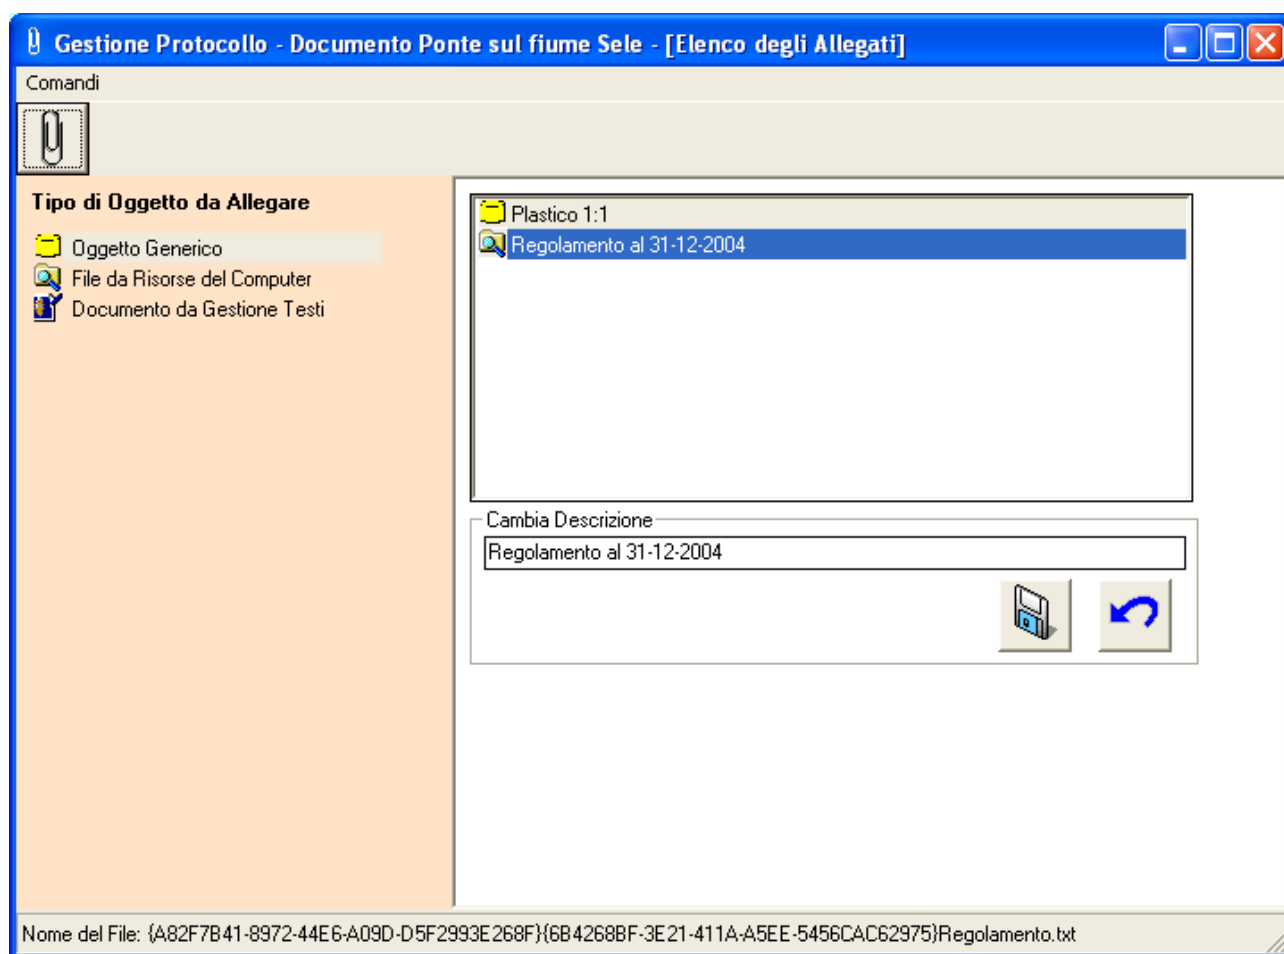 Gestione Protocollo - Documento Ponte sul fiume Sele - [Elenco degli Allegati]
Comandi
Tipo di Oggetto da Allegare
Oggetto Generico
File da Risorse del Computer
Documento da Gestione Testi
Plastico 1:1
Regolamento al 31-12-2004
Cambia Descrizione
Regolamento al 31-12-2004
Nome del File: {A82F7B41-8972-44E6-A09D-D5F2993E268F}{6B4268BF-3E21-411A-A5EE-5456CAC62975}Regolamento.txt